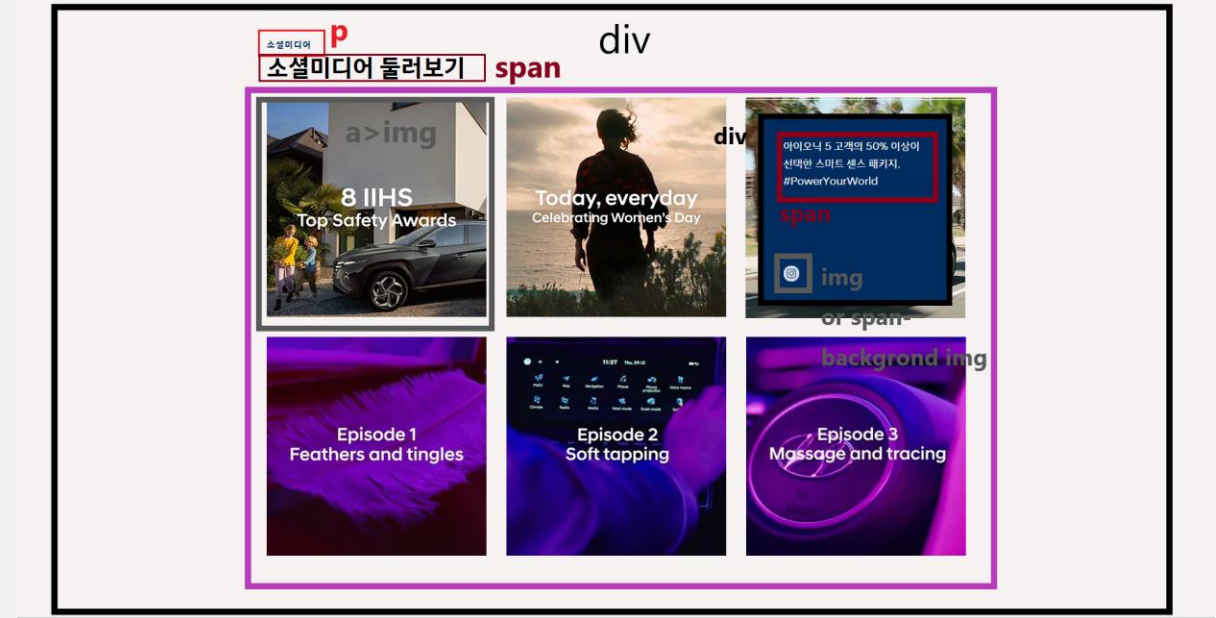 소셜미디어
p
div
소셜미디어 둘러보기
span
a>img
8 IIHS
Top Safety Awards
Today, everyday
Celebrating Women's Day
div
아이오닉 5 고객의 50% 이상이
선택한 스마트 센스 패키지.
#PowerYourWorld
span
img
or span-
backgrond img
Episode 1
Feathers and tingles
11:37
Episode 2
Soft tapping
Episode 3
Massage and tracing